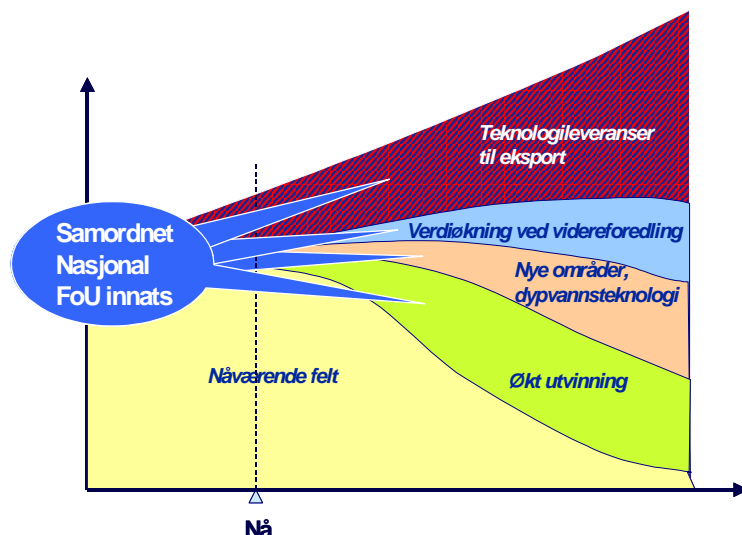 Teknologileveranser
til eksport
Samordnet
Nasjonal
FoU innats
Verdiøkning ved videreforedling
Nye områder,
dypvannsteknologi
Nåværende felt
Økt utvinning
Nå